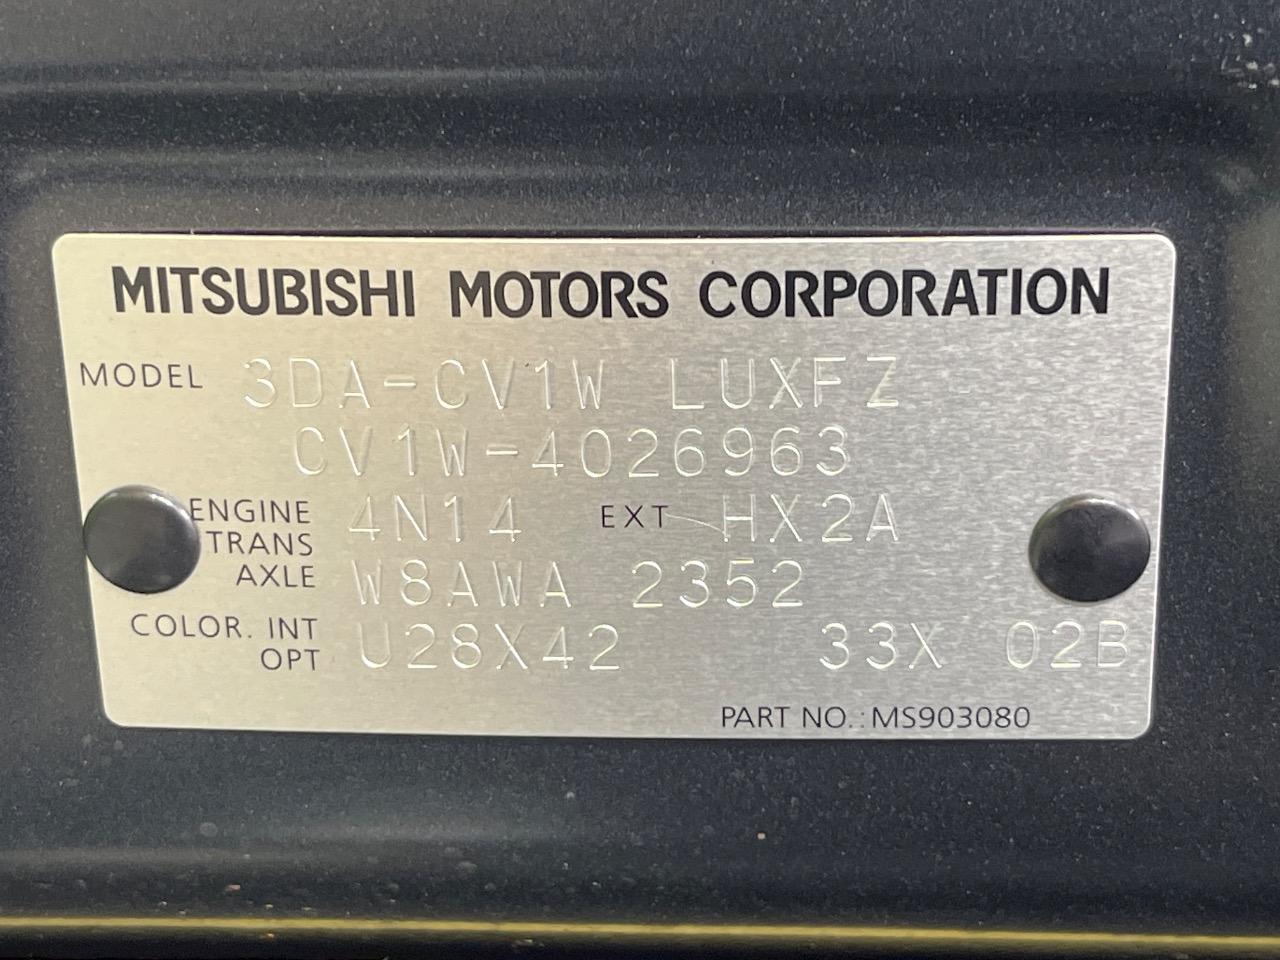 MITSUBISHI MOTORS CORPORATION
MODEL 3DA-CV1W LUXFZ
CV1W-4026963
ENGINE 4N14 EXT HX2A
TRANS
AXLE W8AWA 2352
COLOR. INT U28X42 33X 02B
OPT
PART NO.: MS903080